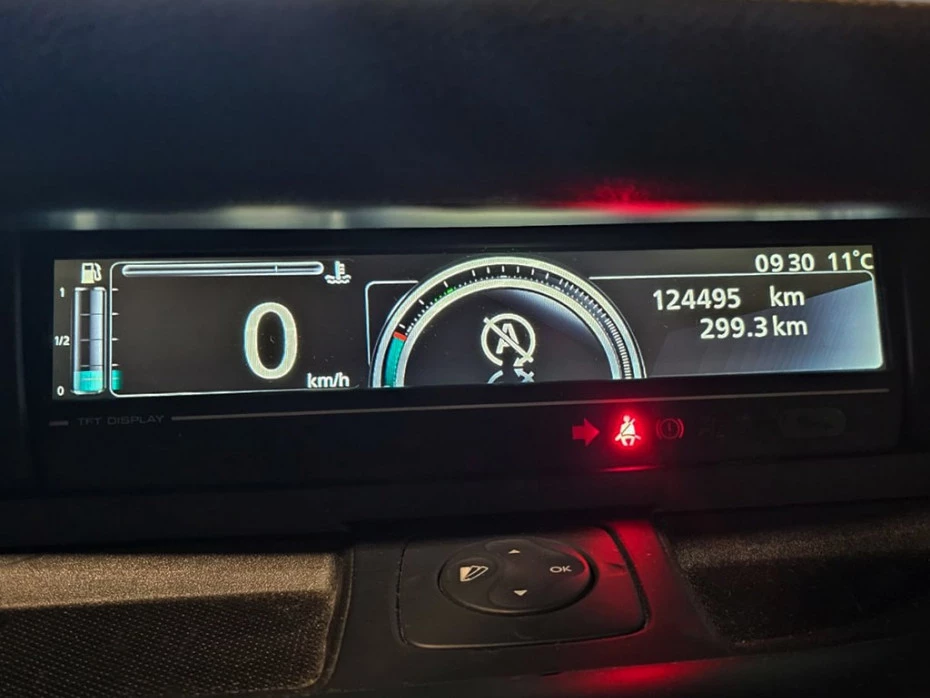 09 30 11°C
1
124495 km
299.3 km
1/2
0
0
km/h
TFT DISPLAY
OK